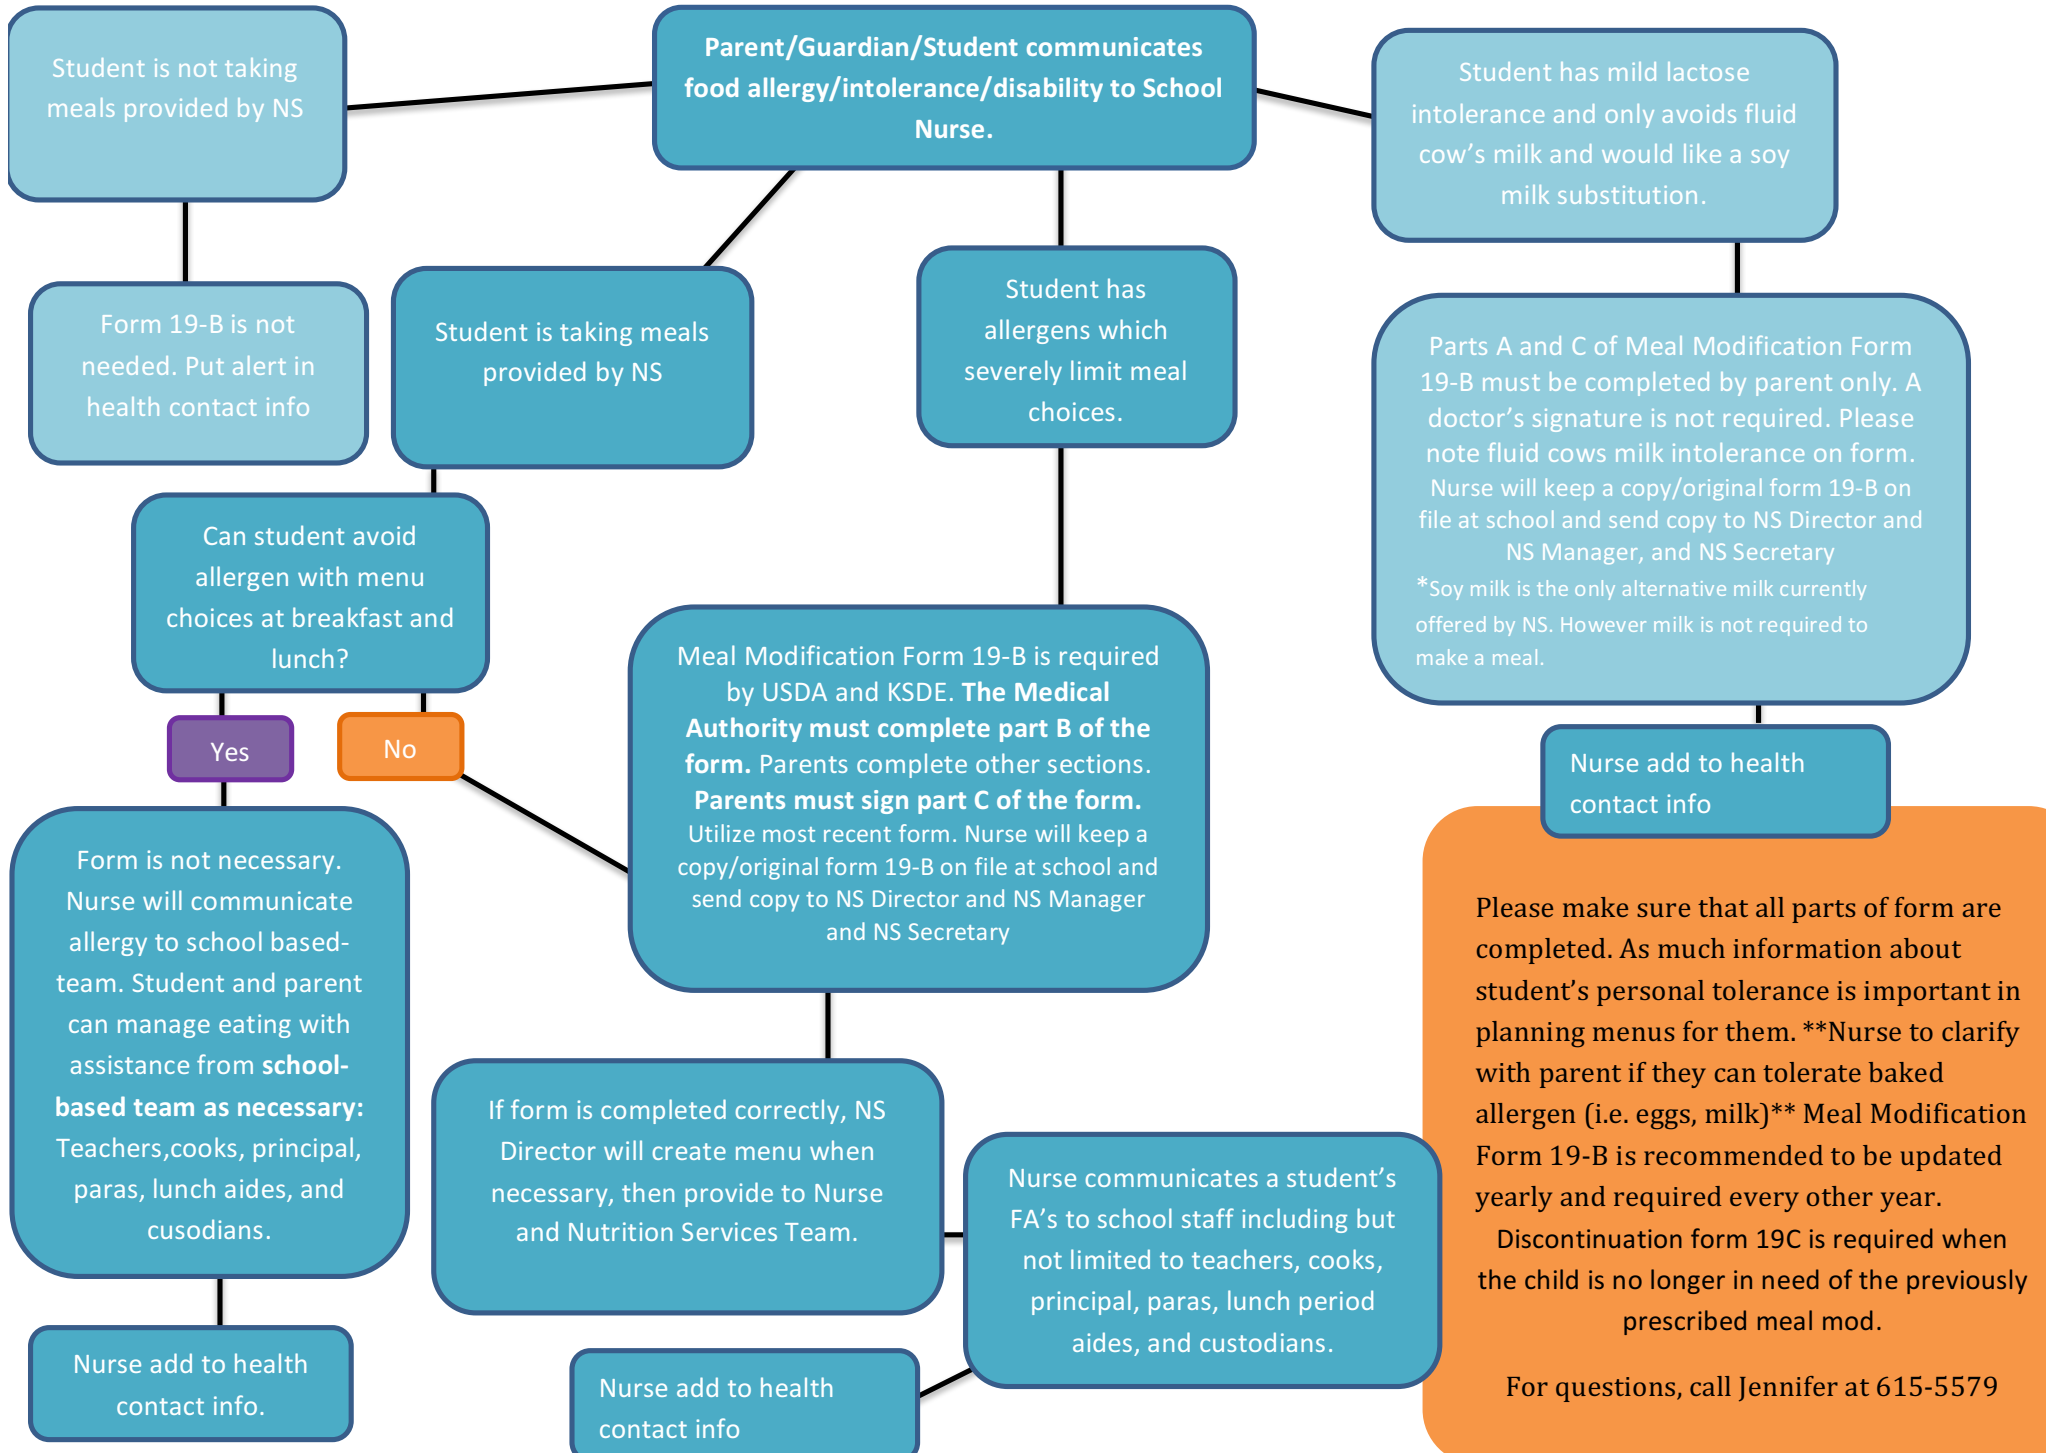 Student is not taking
meals provided by NS
Parent/Guardian/Student communicates
food allergy/intolerance/disability to School
Nurse.
Student has mild lactose
intolerance and only avoids fluid
cow’s milk and would like a soy
milk substitution.
Form 19-B is not
needed. Put alert in
health contact info
Student is taking meals
provided by NS
Student has
allergens which
severely limit meal
choices.
Parts A and C of Meal Modification Form
19-B must be completed by parent only. A
doctor’s signature is not required. Please
note fluid cows milk intolerance on form.
Nurse will keep a copy/original form 19-B on
file at school and send copy to NS Director and
NS Manager, and NS Secretary
*Soy milk is the only alternative milk currently
offered by NS. However milk is not required to
make a meal.
Can student avoid
allergen with menu
choices at breakfast and
lunch?
Yes
No
Meal Modification Form 19-B is required
by USDA and KSDE. The Medical
Authority must complete part B of the
form. Parents complete other sections.
Parents must sign part C of the form.
Utilize most recent form. Nurse will keep a
copy/original form 19-B on file at school and
send copy to NS Director and NS Manager
and NS Secretary
Nurse add to health
contact info
Form is not necessary.
Nurse will communicate
allergy to school based-
team. Student and parent
can manage eating with
assistance from school-
based team as necessary:
Teachers,cooks, principal,
paras, lunch aides, and
cusodians.
Please make sure that all parts of form are
completed. As much information about
student’s personal tolerance is important in
planning menus for them. **Nurse to clarify
with parent if they can tolerate baked
allergen (i.e. eggs, milk)** Meal Modification
Form 19-B is recommended to be updated
yearly and required every other year.
Discontinuation form 19C is required when
the child is no longer in need of the previously
prescribed meal mod.
For questions, call Jennifer at 615-5579
If form is completed correctly, NS
Director will create menu when
necessary, then provide to Nurse
and Nutrition Services Team.
Nurse communicates a student’s
FA’s to school staff including but
not limited to teachers, cooks,
principal, paras, lunch period
aides, and custodians.
Nurse add to health
contact info.
Nurse add to health
contact info